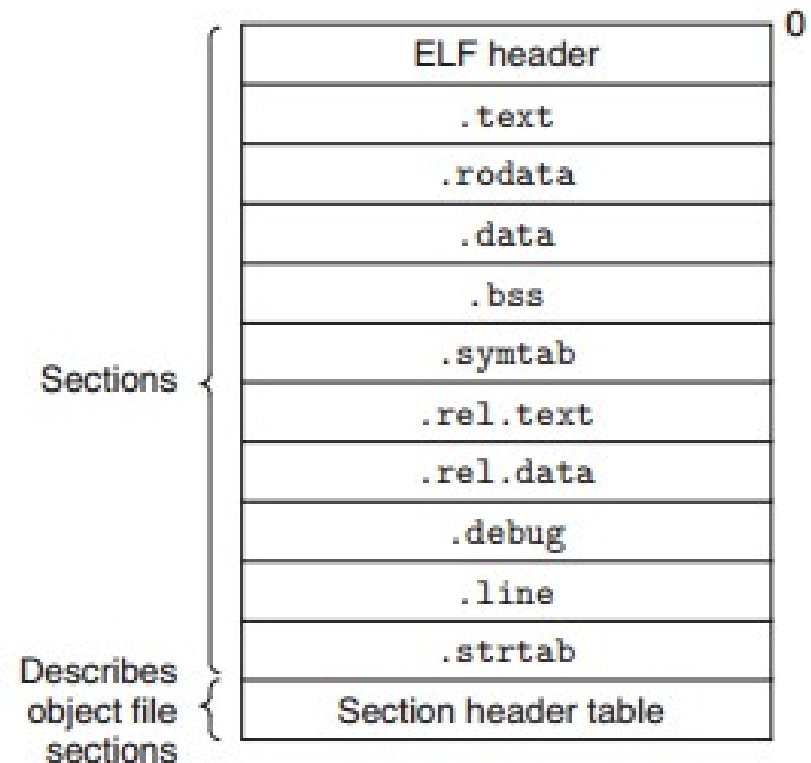 0
ELF header
.text
.rodata
.data
.bss
.symtab
Sections
.rel.text
.rel.data
.debug
.line
.strtab
Describes
object file
sections
Section header table